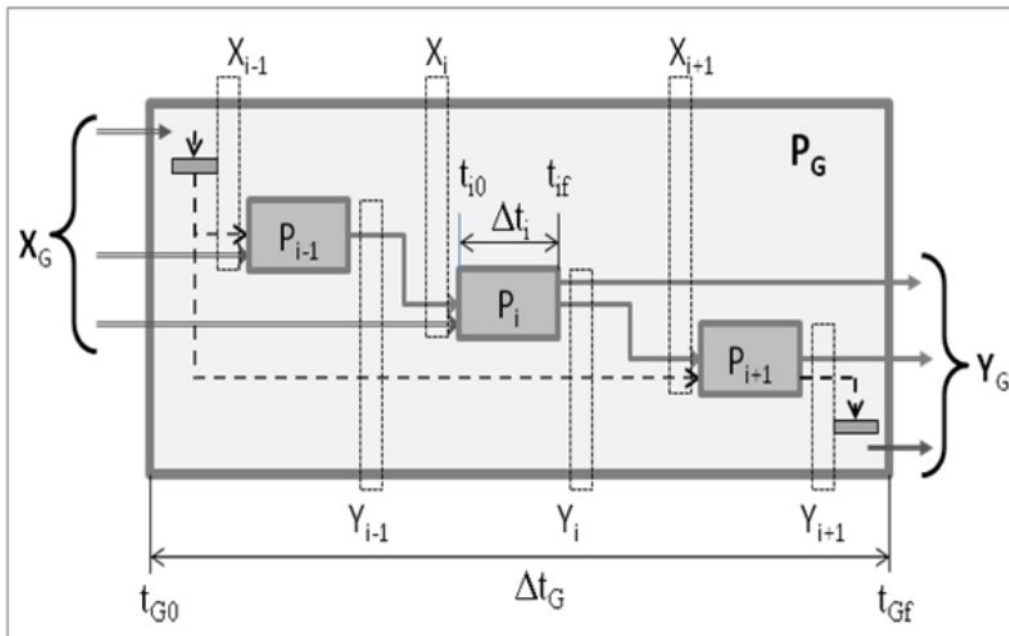 X_{i-1} X_i X_{i+1}
P_G
t_{i0} t_{if}
Δt_i
X_G
P_{i-1}
P_i
P_{i+1}
Y_G
Y_{i-1} Y_i Y_{i+1}
Δt_G
t_{G0} t_{Gf}